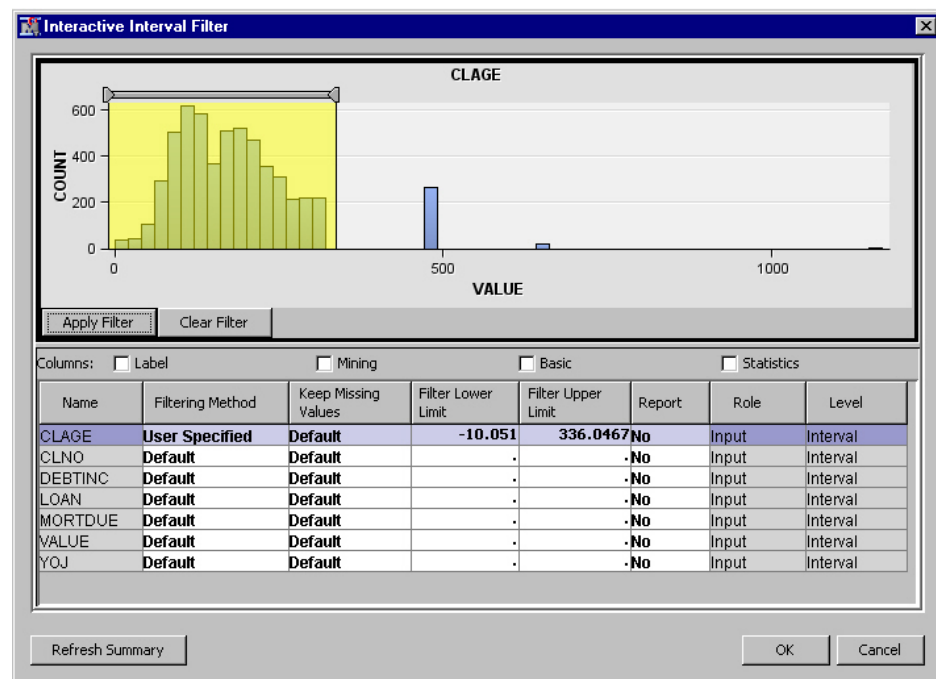 Interactive Interval Filter
CLAGE
600
400
200
0
COUNT
0 500 1000
VALUE
Apply Filter Clear Filter
Columns: Label Mining Basic Statistics
Name Filtering Method Keep Missing Values Filter Lower Limit Filter Upper Limit Report Role Level
CLAGE User Specified Default -10.051 336.0467 No Input Interval
CLNO Default Default . . No Input Interval
DEBTINC Default Default . . No Input Interval
LOAN Default Default . . No Input Interval
MORTDUE Default Default . . No Input Interval
VALUE Default Default . . No Input Interval
YOJ Default Default . . No Input Interval
Refresh Summary OK Cancel